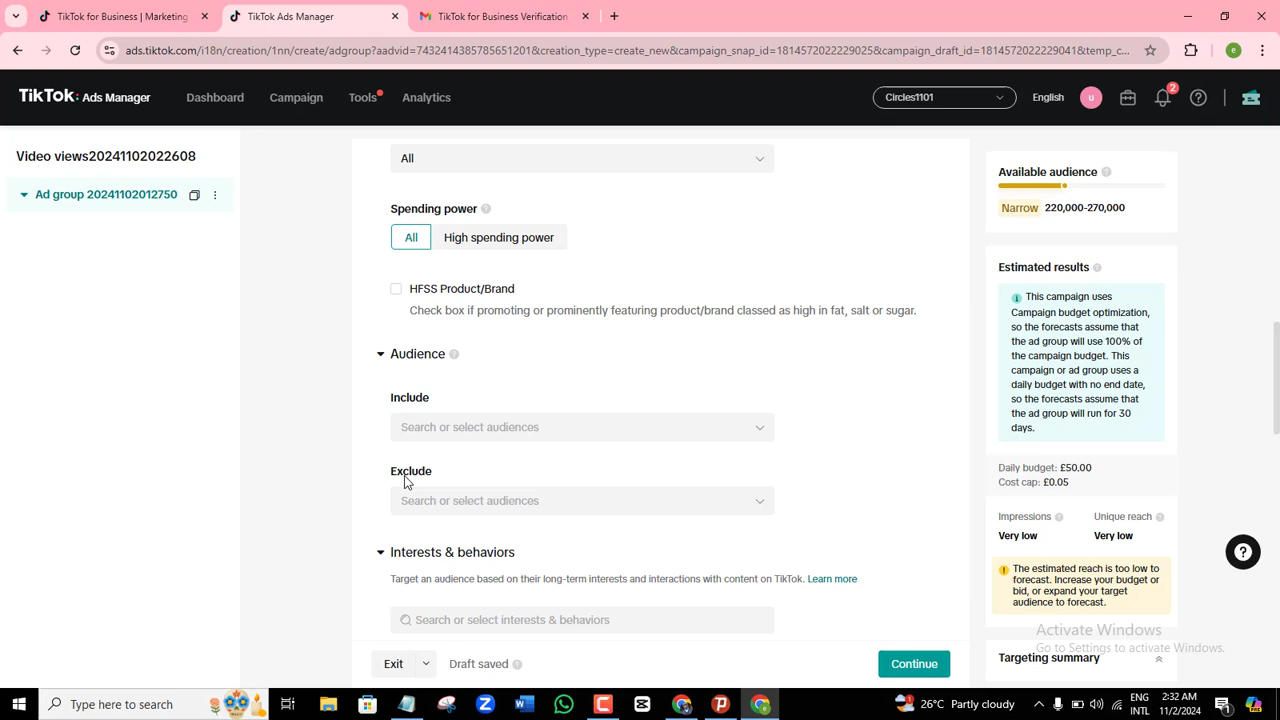 TikTok for Business | Marketing
TikTok Ads Manager
TikTok for Business Verification
ads.tiktok.com/i18n/creation/1nn/create/adgroup?aadvid=7432414385785651201&creation_type=create_new&campaign_snap_id=1814572022229025&campaign_draft_id=1814572022229041&temp_c...
e
TikTok: Ads Manager
Dashboard
Campaign
Tools
Analytics
Circles1101
English
u
2
Video views20241102022608
Ad group 20241102012750
All
Spending power
All
High spending power
HFSS Product/Brand
Check box if promoting or prominently featuring product/brand classed as high in fat, salt or sugar.
Audience
Include
Search or select audiences
Exclude
Search or select audiences
Interests & behaviors
Target an audience based on their long-term interests and interactions with content on TikTok. Learn more
Search or select interests & behaviors
Exit
Draft saved
Continue
Available audience
Narrow 220,000-270,000
Estimated results
This campaign uses
Campaign budget optimization,
so the forecasts assume that
the ad group will use 100% of
the campaign budget. This
campaign or ad group uses a
daily budget with no end date,
so the forecasts assume that
the ad group will run for 30
days.
Daily budget: £50.00
Cost cap: £0.05
Impressions
Unique reach
Very low
Very low
The estimated reach is too low to
forecast. Increase your budget or
bid, or expand your target
audience to forecast.
Activate Windows
Go to Settings to activate Windows.
Targeting summary
Type here to search
26°C Partly cloudy
ENG
INTL
2:32 AM
11/2/2024